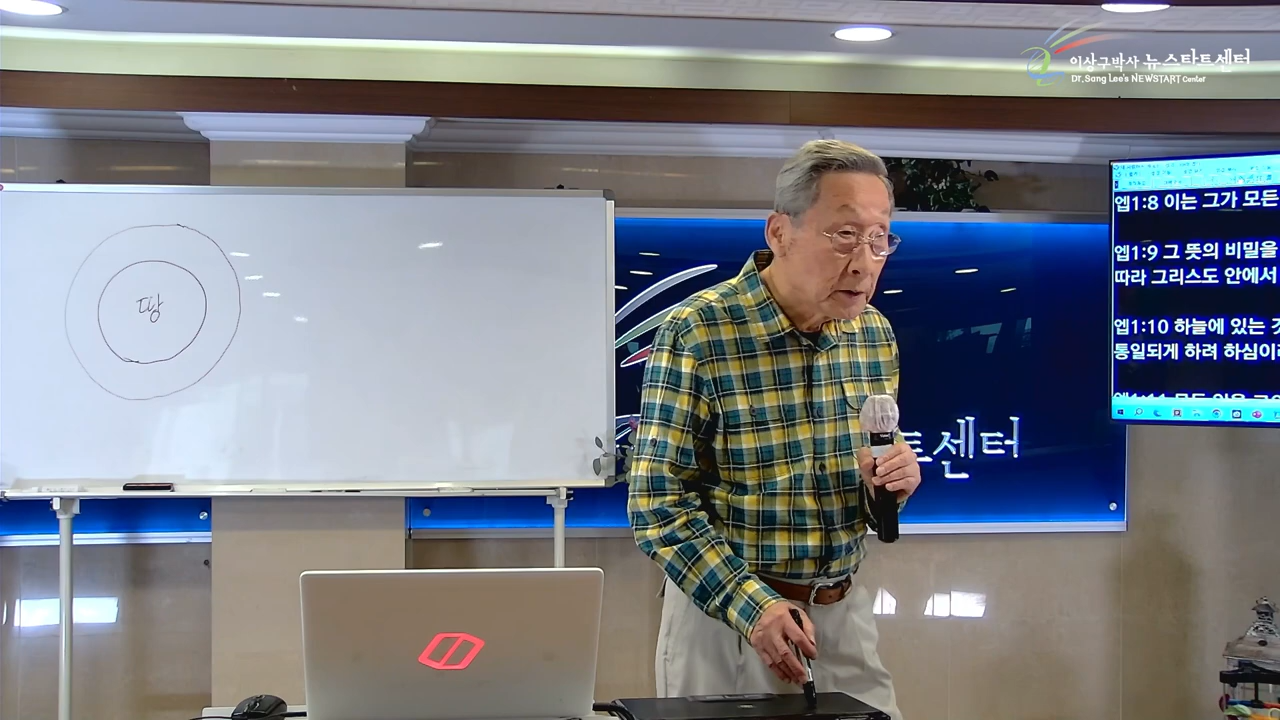 이상구박사 뉴스타트센터
Dr. Sang Lee's NEWSTART Center
땅
엡1:8 이는 그가 모든
엡1:9 그 뜻의 비밀을
따라 그리스도 안에서
엡1:10 하늘에 있는
통일되게 하려 하심이라
트센터